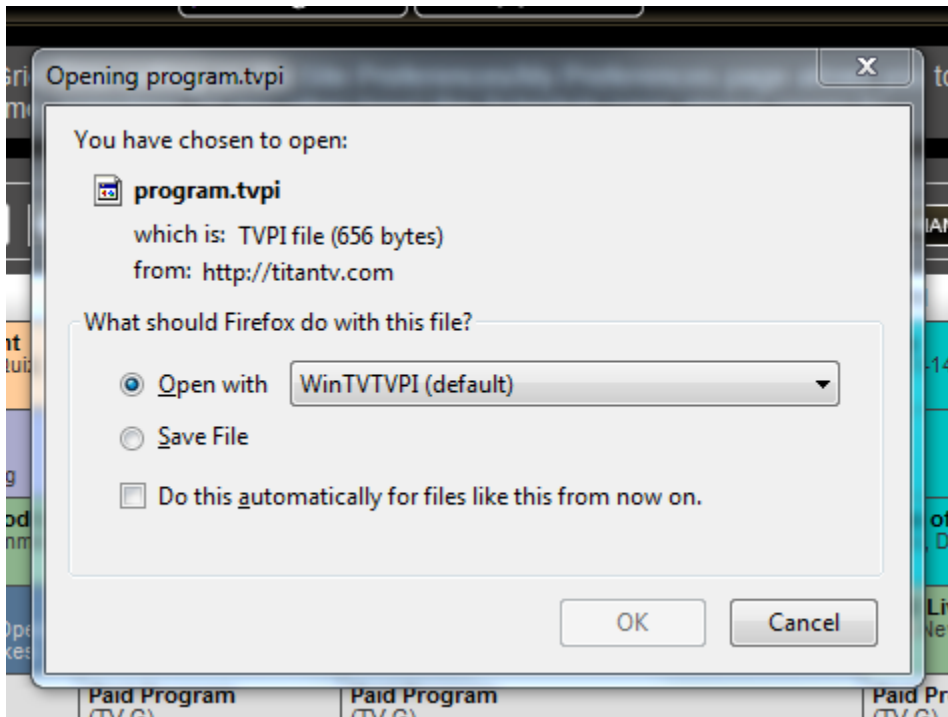 Opening program.tvpi
You have chosen to open:
program.tvpi
which is: TVPI file (656 bytes)
from: http://titantv.com
What should Firefox do with this file?
Open with WinTVTVPI (default)
Save File
Do this automatically for files like this from now on.
OK Cancel
Paid Program Paid Program Paid Pr